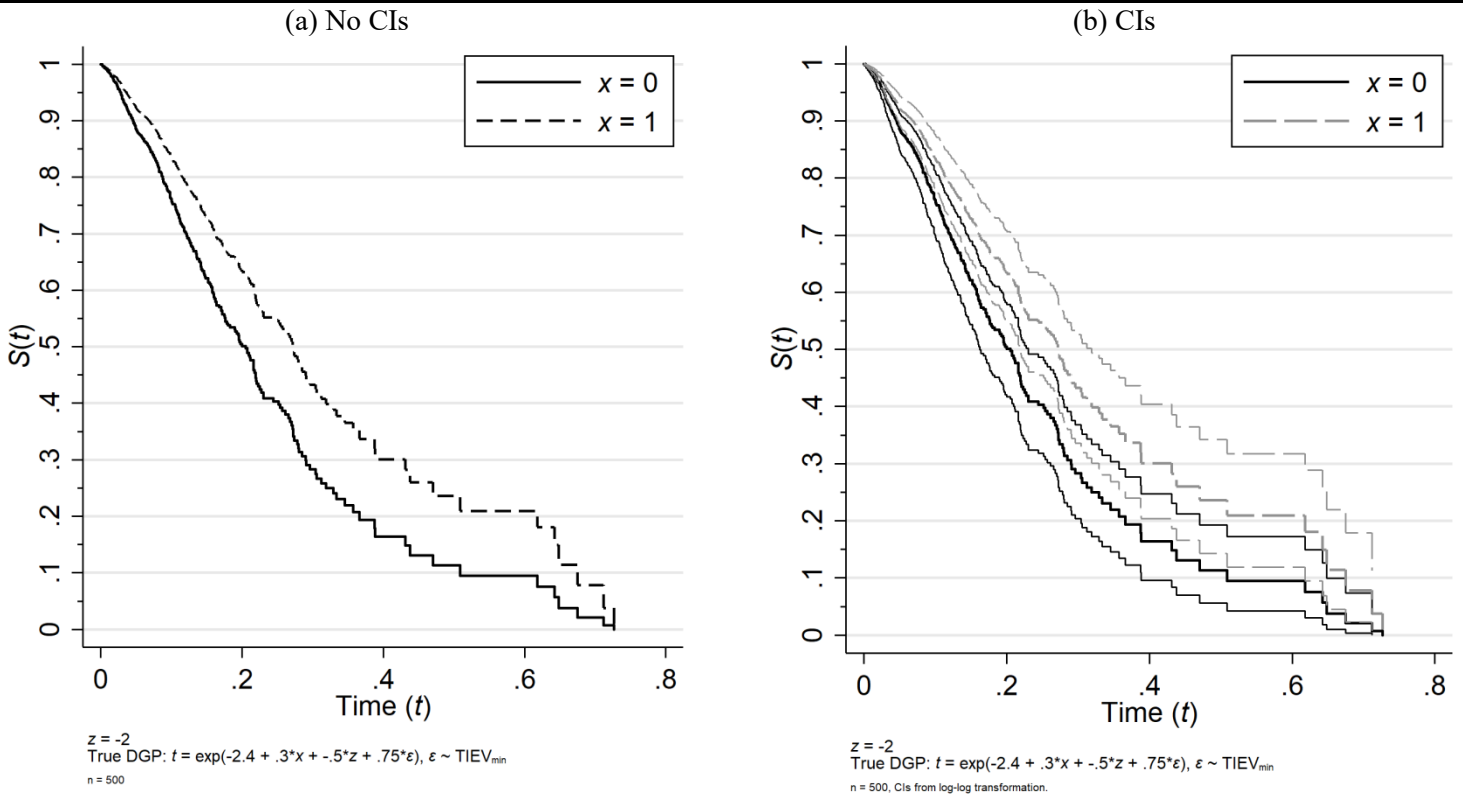 (a) No CIs
x = 0
x = 1
S(t)
1
.9
.8
.7
.6
.5
.4
.3
.2
.1
0
0 .2 .4 .6 .8
Time (t)
z = -2
True DGP: t = exp(-2.4 + .3*x + -.5*z + .75*ε), ε ~ TIEVmin
n = 500
(b) CIs
x = 0
x = 1
S(t)
1
.9
.8
.7
.6
.5
.4
.3
.2
.1
0
0 .2 .4 .6 .8
Time (t)
z = -2
True DGP: t = exp(-2.4 + .3*x + -.5*z + .75*ε), ε ~ TIEVmin
n = 500, CIs from log-log transformation.